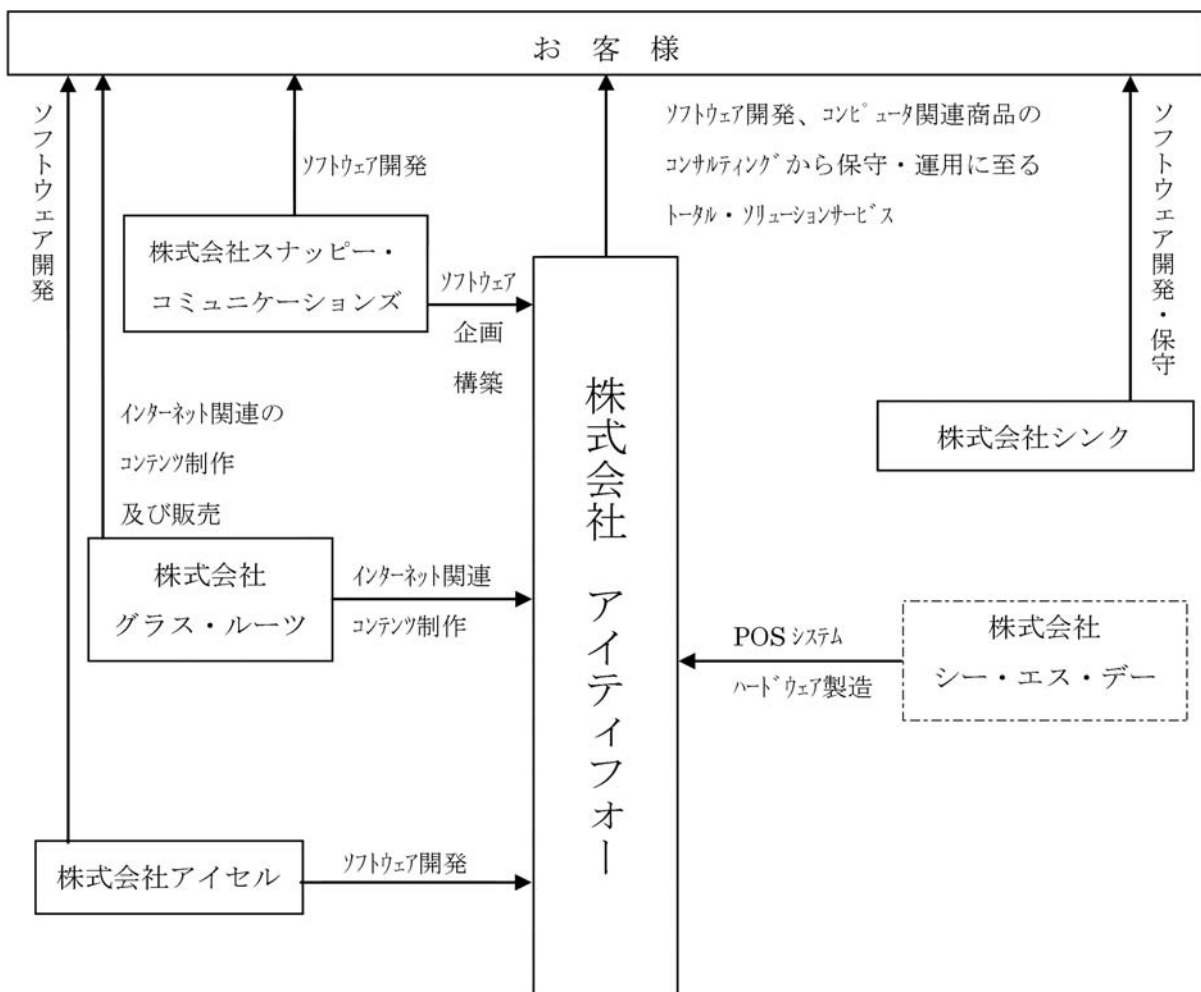 お 客 様
ソフトウェア開発
ソフトウェア開発
ｿﾌﾄｳｪｱ開発、ｺﾝﾋﾟｭｰﾀ関連商品の
ｺﾝｻﾙﾃｨﾝｸﾞから保守・運用に至る
ﾄｰﾀﾙ・ｿﾘｭｰｼｮﾝｻｰﾋﾞｽ
ソフトウェア開発・保守
株式会社スナッピー・
コミュニケーションズ
ｿﾌﾄｳｪｱ
企画
構築
株式会社 アイティフォー
株式会社シンク
ｲﾝﾀｰﾈｯﾄ関連の
ｺﾝﾃﾝﾂ制作
及び販売
株式会社
グラス・ルーツ
ｲﾝﾀｰﾈｯﾄ関連
ｺﾝﾃﾝﾂ制作
POS ｼｽﾃﾑ
ﾊｰﾄﾞｳｪｱ製造
株式会社
シー・エス・デー
株式会社アイセル
ｿﾌﾄｳｪｱ開発